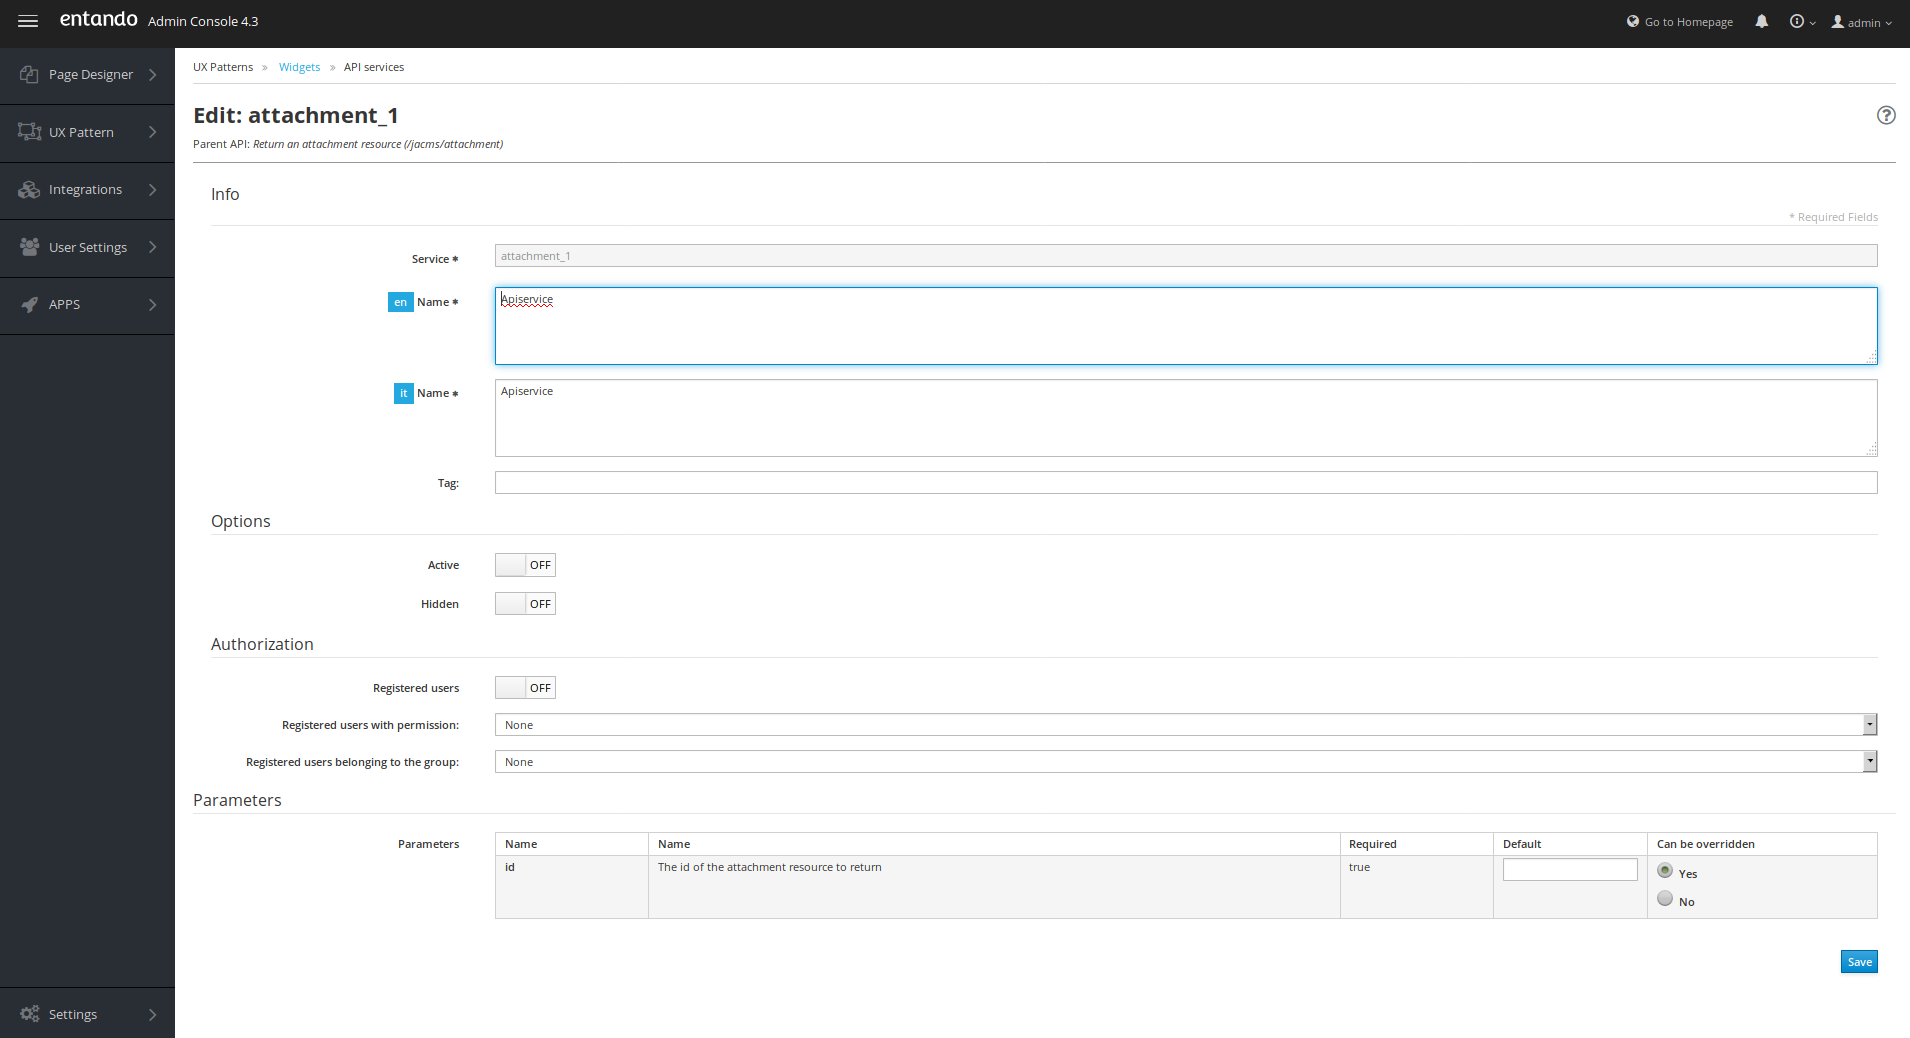 entando Admin Console 4.3
Go to Homepage
admin
Page Designer
UX Pattern
Integrations
User Settings
APPS
Settings
UX Patterns » Widgets » API services
Edit: attachment_1
Parent API: Return an attachment resource (/jacms/attachment)
Info
* Required Fields
Service *
attachment_1
en Name *
Apiservice
it Name *
Apiservice
Tag:
Options
Active
OFF
Hidden
OFF
Authorization
Registered users
OFF
Registered users with permission:
None
Registered users belonging to the group:
None
Parameters
Parameters
Name Name Required Default Can be overridden
id The id of the attachment resource to return true
Yes
No
Save